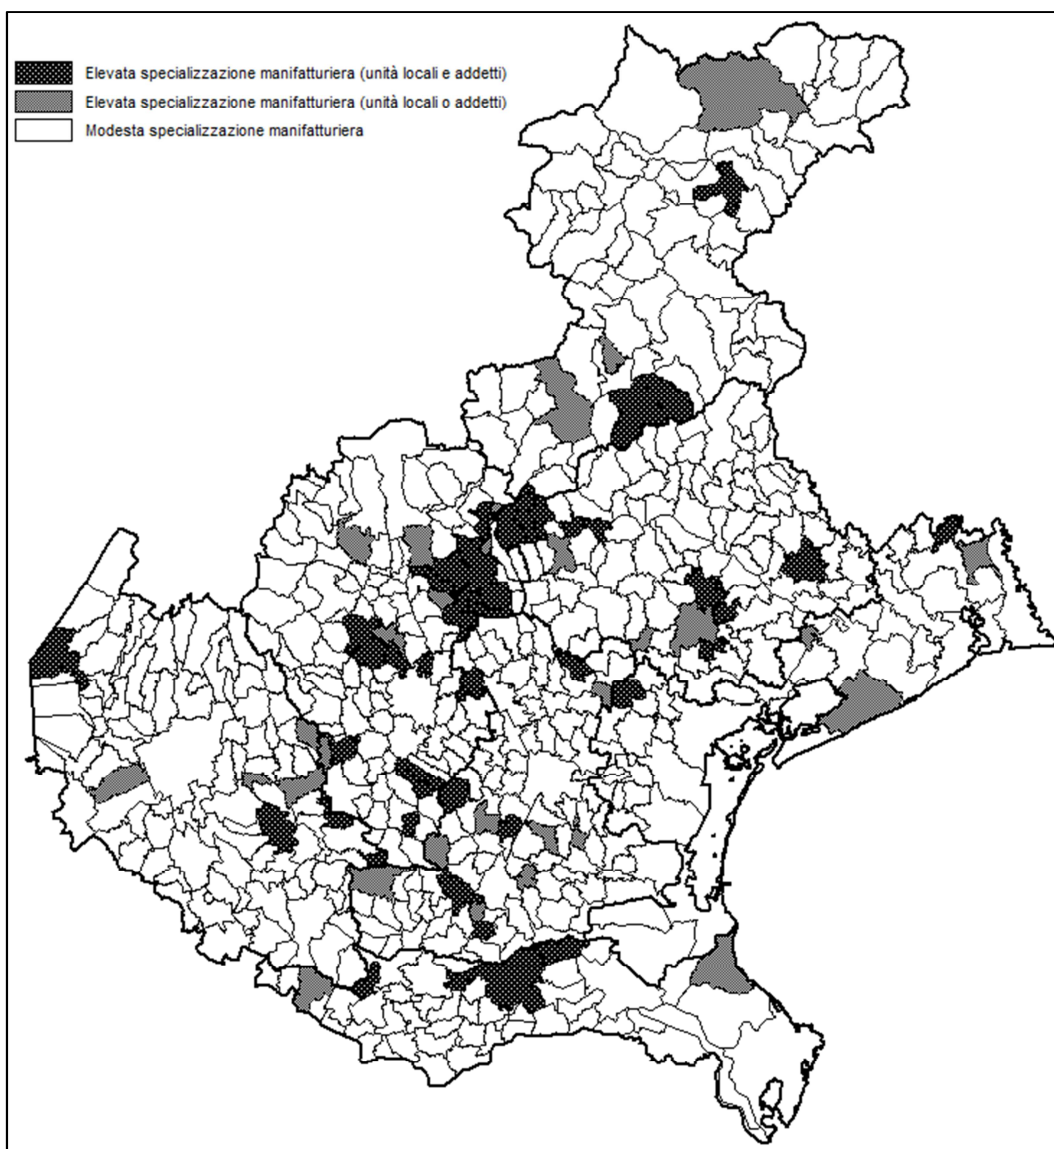 Elevata specializzazione manifatturiera (unità locali e addetti)
Elevata specializzazione manifatturiera (unità locali o addetti)
Modesta specializzazione manifatturiera